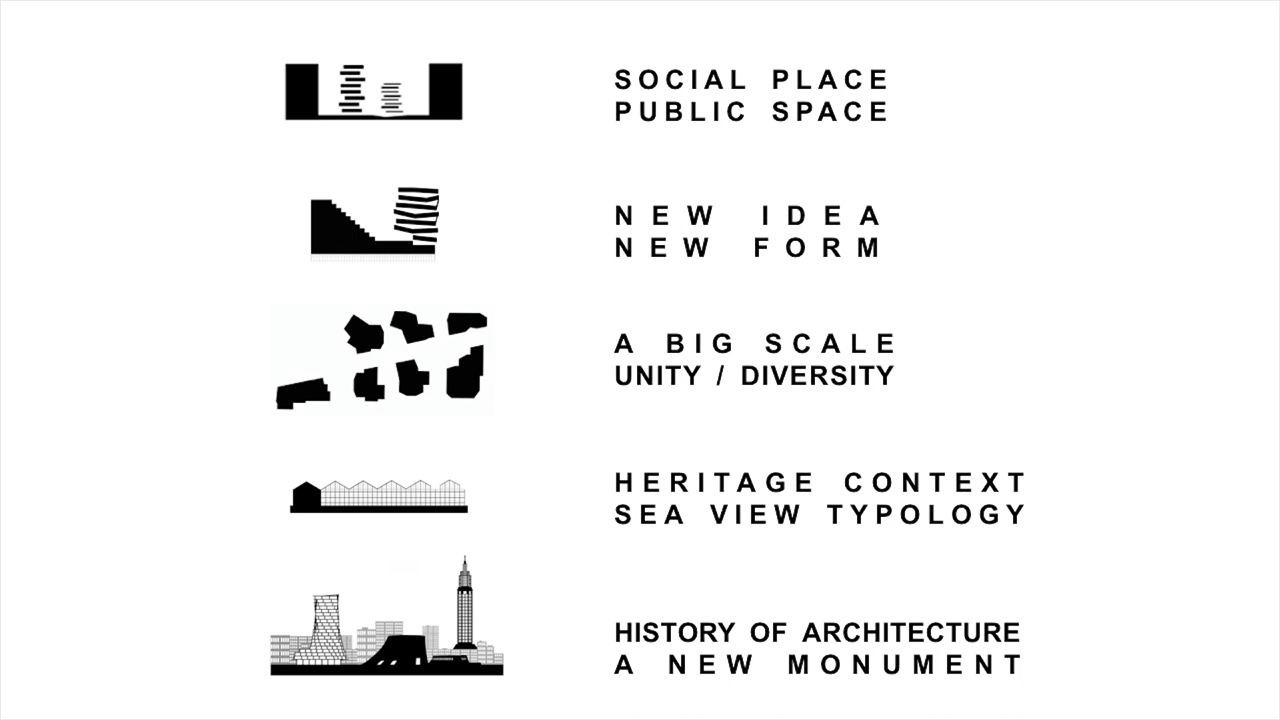 SOCIAL PLACE
PUBLIC SPACE
NEW IDEA
NEW FORM
A BIG SCALE
UNITY / DIVERSITY
HERITAGE CONTEXT
SEA VIEW TYPOLOGY
HISTORY OF ARCHITECTURE
A NEW MONUMENT